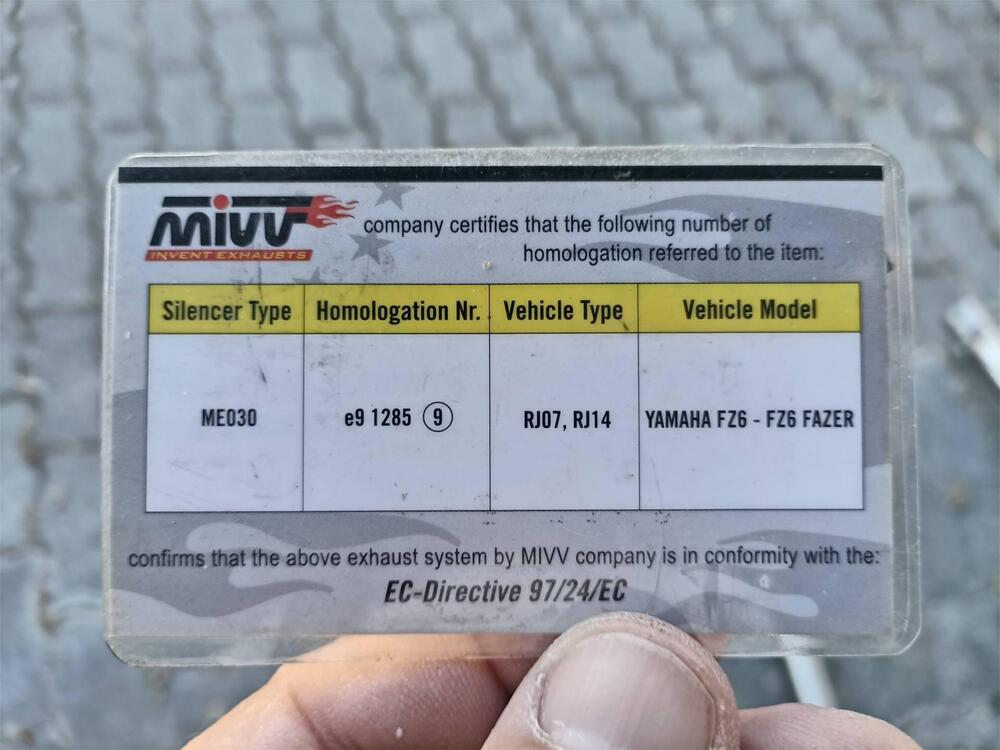 MIVV
INVENT EXHAUSTS
company certifies that the following number of
homologation referred to the item:
Silencer Type Homologation Nr. Vehicle Type Vehicle Model
ME030 e9 1285 ⑨ RJ07, RJ14 YAMAHA FZ6 - FZ6 FAZER
confirms that the above exhaust system by MIVV company is in conformity with the:
EC-Directive 97/24/EC